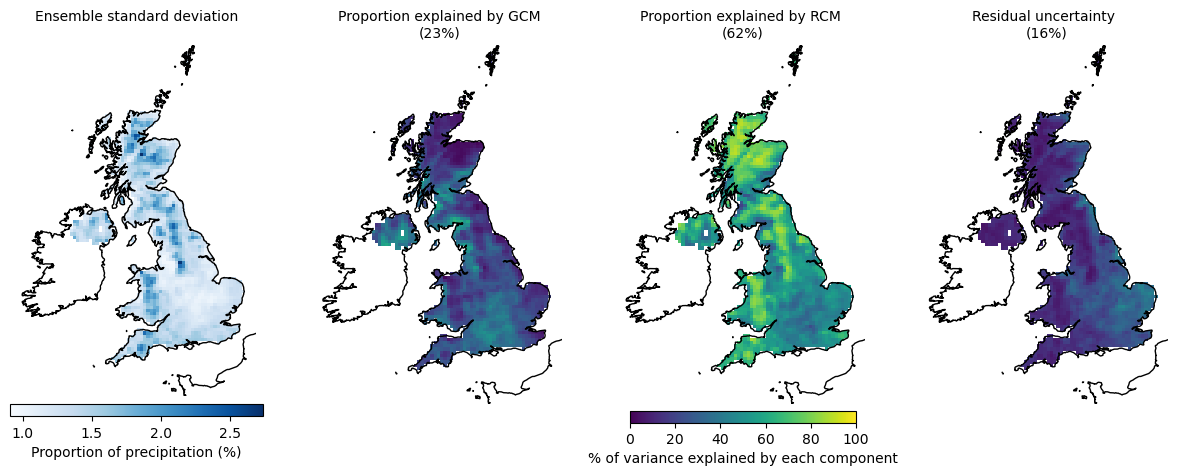 Ensemble standard deviation
Proportion explained by GCM
(23%)
Proportion explained by RCM
(62%)
Residual uncertainty
(16%)
1.0 1.5 2.0 2.5
Proportion of precipitation (%)
0 20 40 60 80 100
% of variance explained by each component